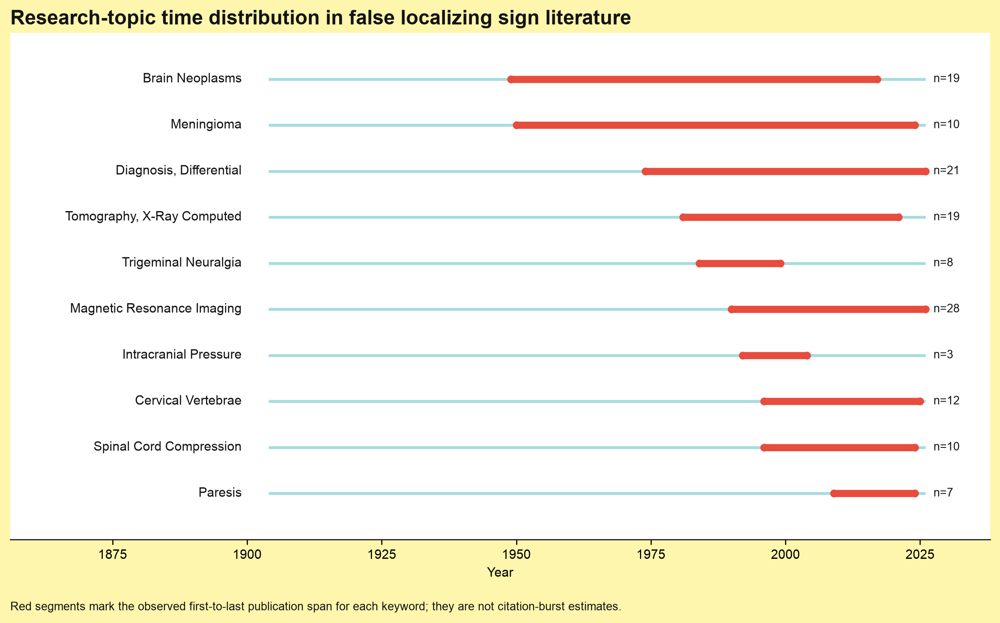 Research-topic time distribution in false localizing sign literature
Brain Neoplasms n=19
Meningioma n=10
Diagnosis, Differential n=21
Tomography, X-Ray Computed n=19
Trigeminal Neuralgia n=8
Magnetic Resonance Imaging n=28
Intracranial Pressure n=3
Cervical Vertebrae n=12
Spinal Cord Compression n=10
Paresis n=7
1875 1900 1925 1950 1975 2000 2025
Year
Red segments mark the observed first-to-last publication span for each keyword; they are not citation-burst estimates.